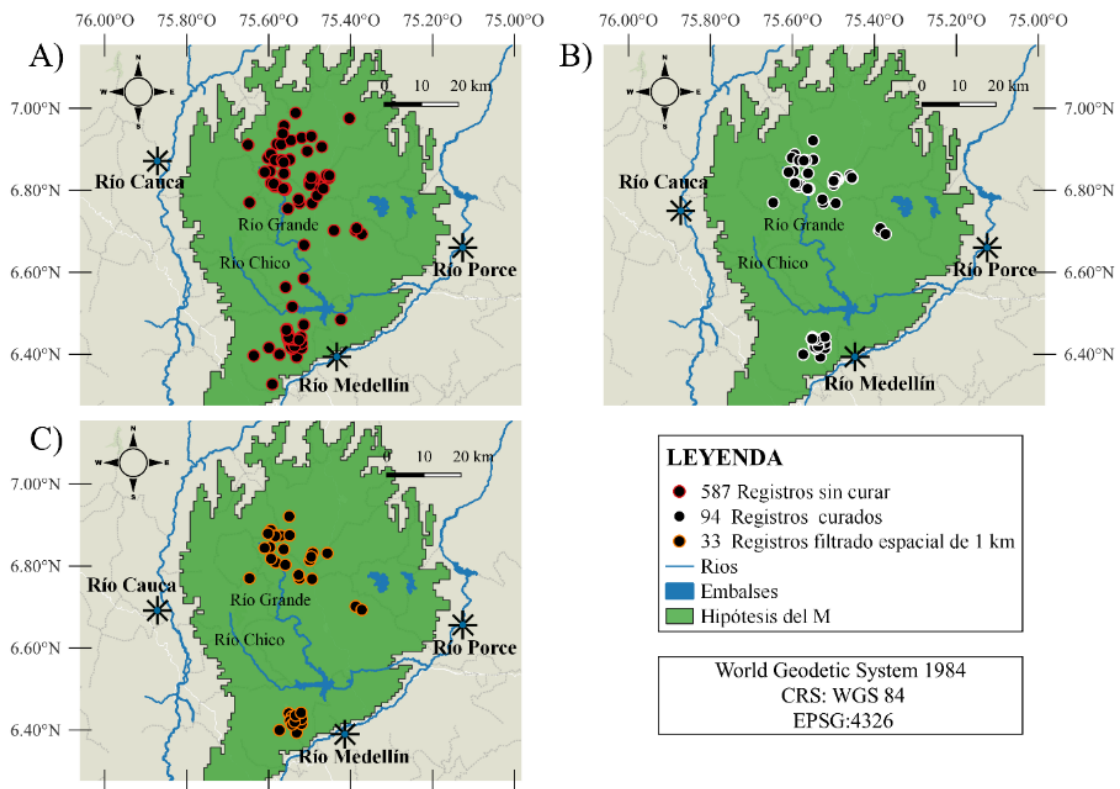 76.00°W 75.80°W 75.60°W 75.40°W 75.20°W 75.00°W
A)
N
W E
S
0 10 20 km
7.00°N
6.80°N
6.60°N
6.40°N
Río Cauca
Río Grande
Río Chico
Río Porce
Río Medellín
76.00°W 75.80°W 75.60°W 75.40°W 75.20°W 75.00°W
B)
N
W E
S
0 10 20 km
7.00°N
6.80°N
6.60°N
6.40°N
Río Cauca
Río Grande
Río Chico
Río Porce
Río Medellín
C)
N
W E
S
0 10 20 km
7.00°N
6.80°N
6.60°N
6.40°N
Río Cauca
Río Grande
Río Chico
Río Porce
Río Medellín
LEYENDA
587 Registros sin curar
94 Registros curados
33 Registros filtrado espacial de 1 km
Rios
Embalses
Hipótesis del M
World Geodetic System 1984
CRS: WGS 84
EPSG:4326